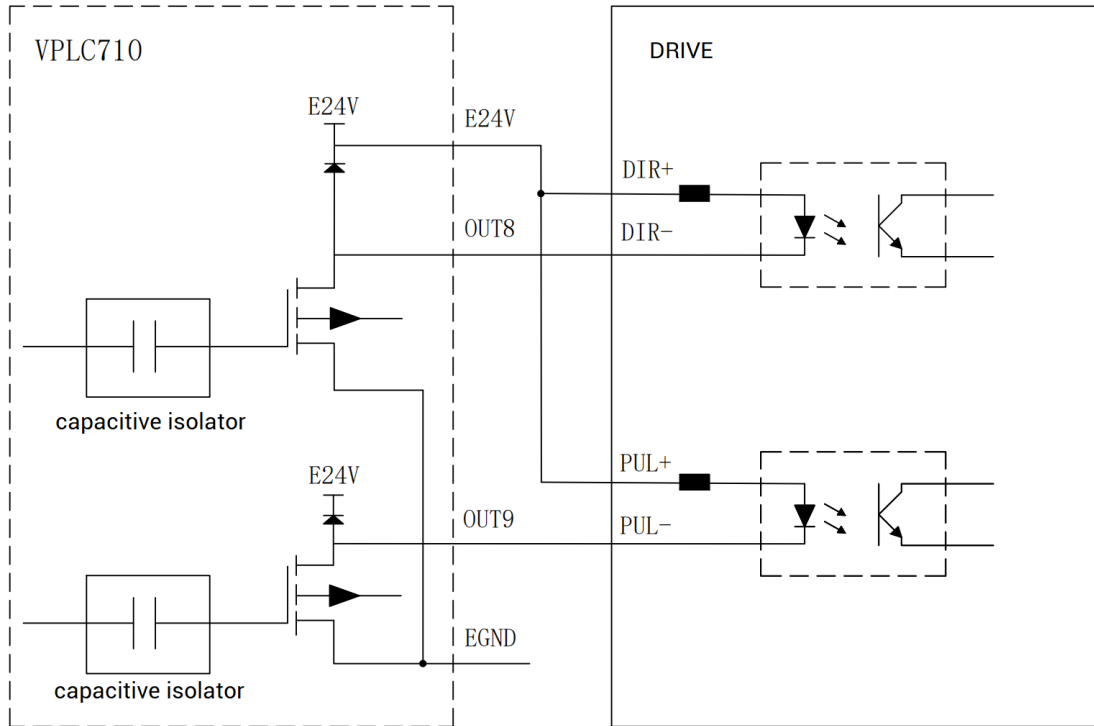 VPLC710
DRIVE
E24V
E24V
DIR+
OUT8
DIR-
capacitive isolator
E24V
PUL+
OUT9
PUL-
EGND
capacitive isolator